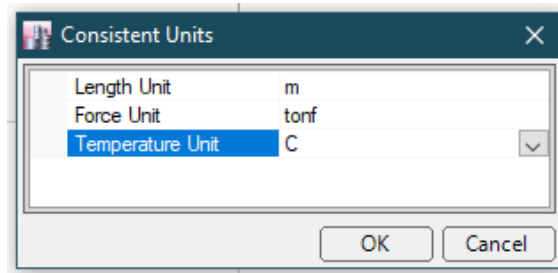 Consistent Units
Length Unit m
Force Unit tonf
Temperature Unit C
OK Cancel